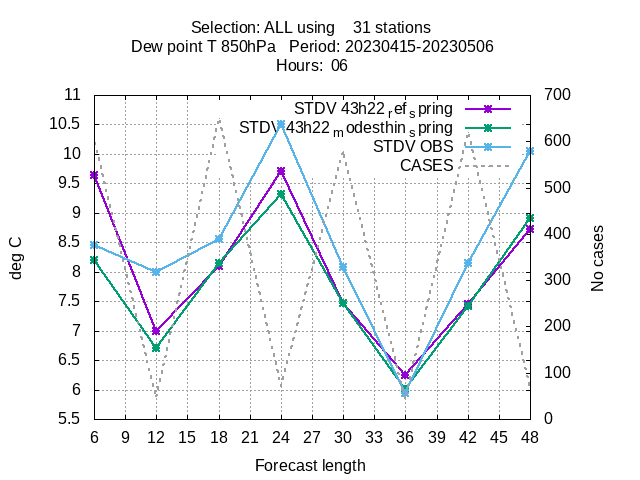 Selection: ALL using    31 stations
Dew point T 850hPa   Period: 20230415-20230506
Hours:  06
STDV 43h22 ref spring
STDV 43h22 modesthin spring
STDV OBS
CASES
11
10.5
10
9.5
9
8.5
8
7.5
7
6.5
6
5.5
deg C
700
600
500
400
300
200
100
0
No cases
6 9 12 15 18 21 24 27 30 33 36 39 42 45 48
Forecast length